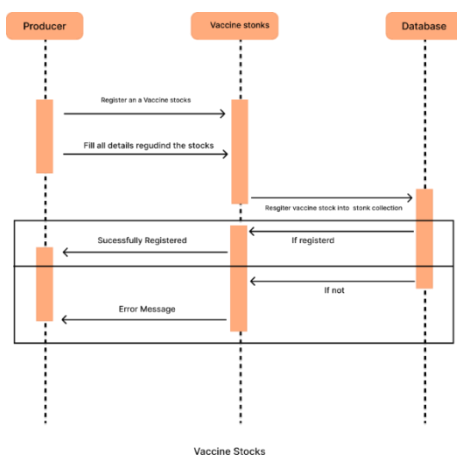 Producer
Vaccine stonks
Database
Register an a Vaccine stocks
Fill all details regudind the stocks
Resgiter vaccine stock into stonk collection
Sucessfully Registered
If registerd
If not
Error Message
Vaccine Stocks